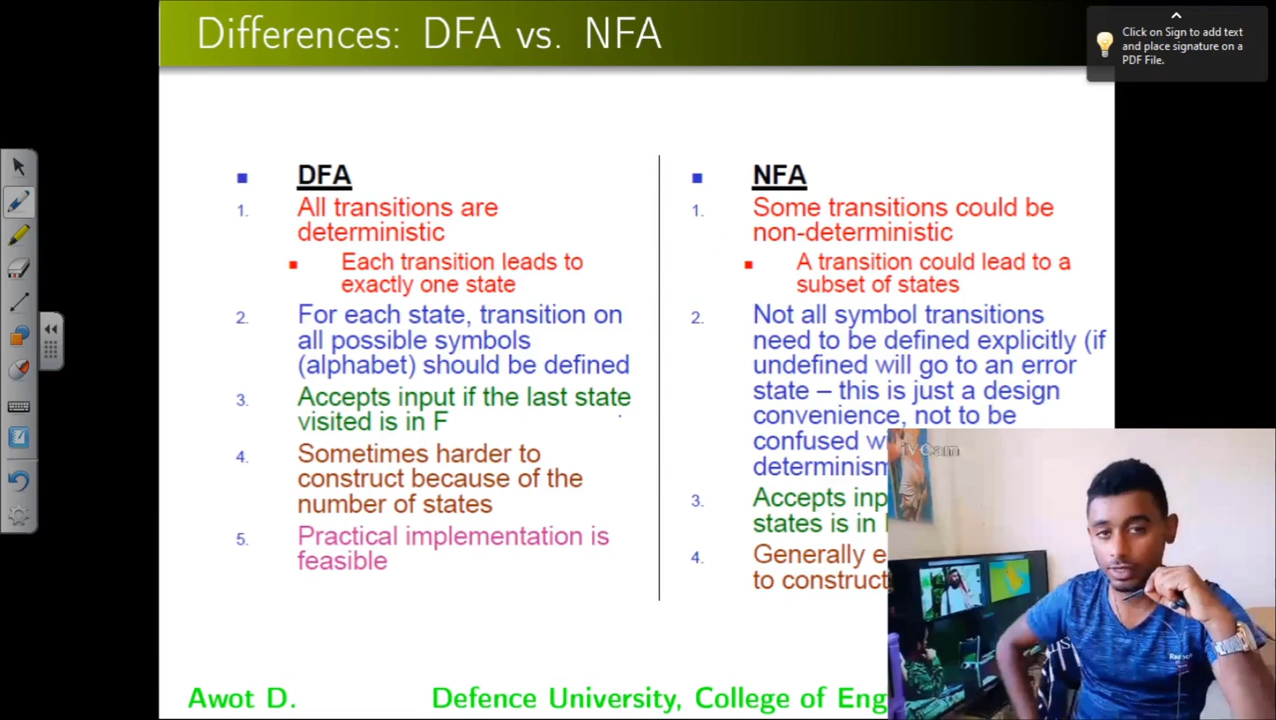 Differences: DFA vs. NFA
Click on Sign to add text
and place signature on a
PDF File.
DFA
1. All transitions are
deterministic
Each transition leads to
exactly one state
2. For each state, transition on
all possible symbols
(alphabet) should be defined
3. Accepts input if the last state
visited is in F
4. Sometimes harder to
construct because of the
number of states
5. Practical implementation is
feasible
NFA
1. Some transitions could be
non-deterministic
A transition could lead to a
subset of states
2. Not all symbol transitions
need to be defined explicitly (if
undefined will go to an error
state – this is just a design
convenience, not to be
confused
determinism
3. Accepts
states is in
4. Generally
to construct
iVCam
Awot D.
Defence University, College of